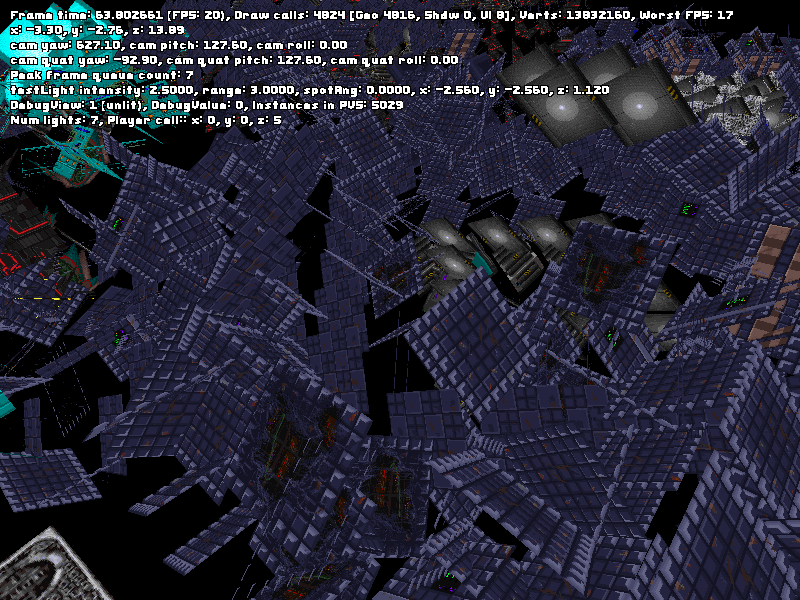 Frame time: 63.802661 (FPS: 20), Draw calls: 4824 [Geo 4816, Shdw 0, UI 8], Verts: 13832160, Worst FPS: 17
x: -3.30, y: -2.76, z: 13.89
cam yaw: 627.10, cam pitch: 127.60, cam roll: 0.00
cam quat yaw: -92.90, cam quat pitch: 127.60, cam quat roll: 0.00
Peak frame queue count: 7
testLight intensity: 2.5000, range: 3.0000, spotAng: 0.0000, x: -2.560, y: -2.560, z: 1.120
DebugView: 1 (unlit), DebugValue: 0, Instances in PVS: 5029
Num lights: 7, Player cell:: x: 0, y: 0, z: 5